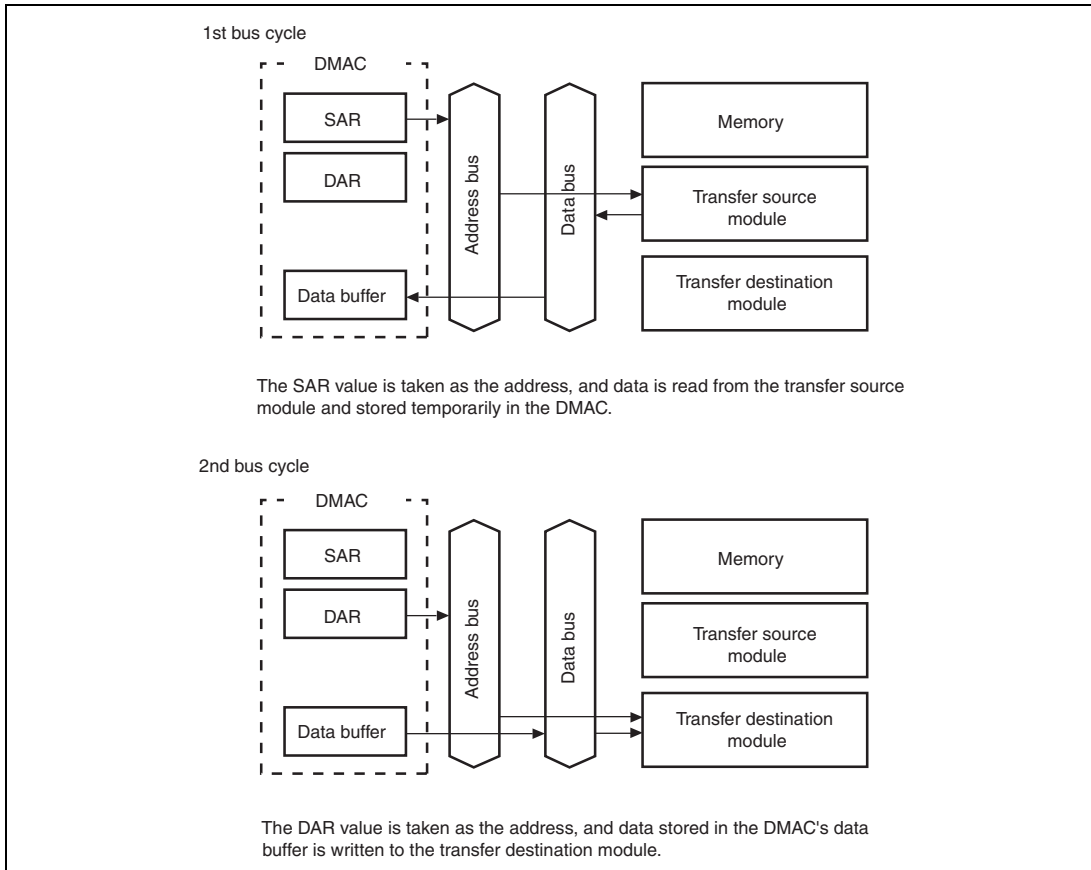 1st bus cycle
DMAC
SAR
DAR
Data buffer
Address bus
Data bus
Memory
Transfer source
module
Transfer destination
module
The SAR value is taken as the address, and data is read from the transfer source
module and stored temporarily in the DMAC.
2nd bus cycle
DMAC
SAR
DAR
Data buffer
Address bus
Data bus
Memory
Transfer source
module
Transfer destination
module
The DAR value is taken as the address, and data stored in the DMAC's data
buffer is written to the transfer destination module.